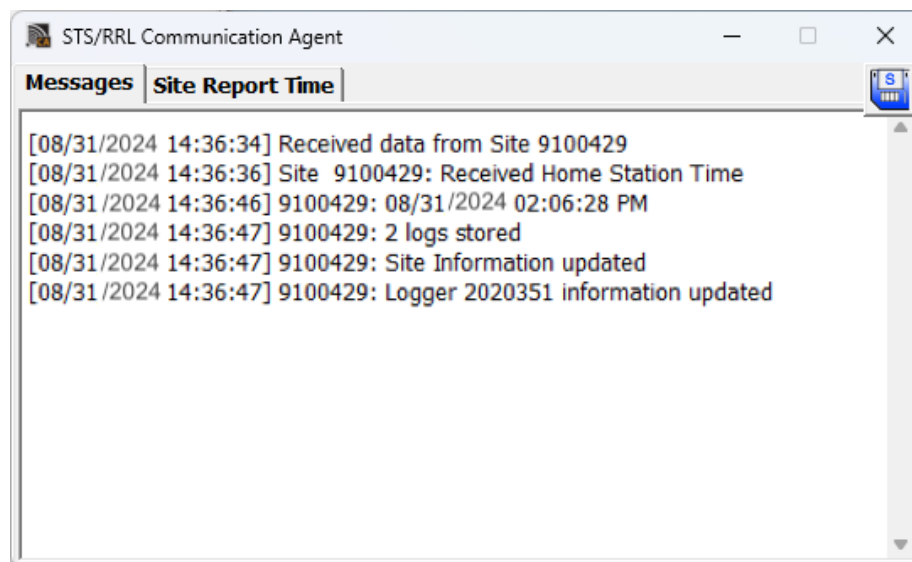 STS/RRL Communication Agent
Messages Site Report Time
S
[08/31/2024 14:36:34] Received data from Site 9100429
[08/31/2024 14:36:36] Site  9100429: Received Home Station Time
[08/31/2024 14:36:46] 9100429: 08/31/2024 02:06:28 PM
[08/31/2024 14:36:47] 9100429: 2 logs stored
[08/31/2024 14:36:47] 9100429: Site Information updated
[08/31/2024 14:36:47] 9100429: Logger 2020351 information updated